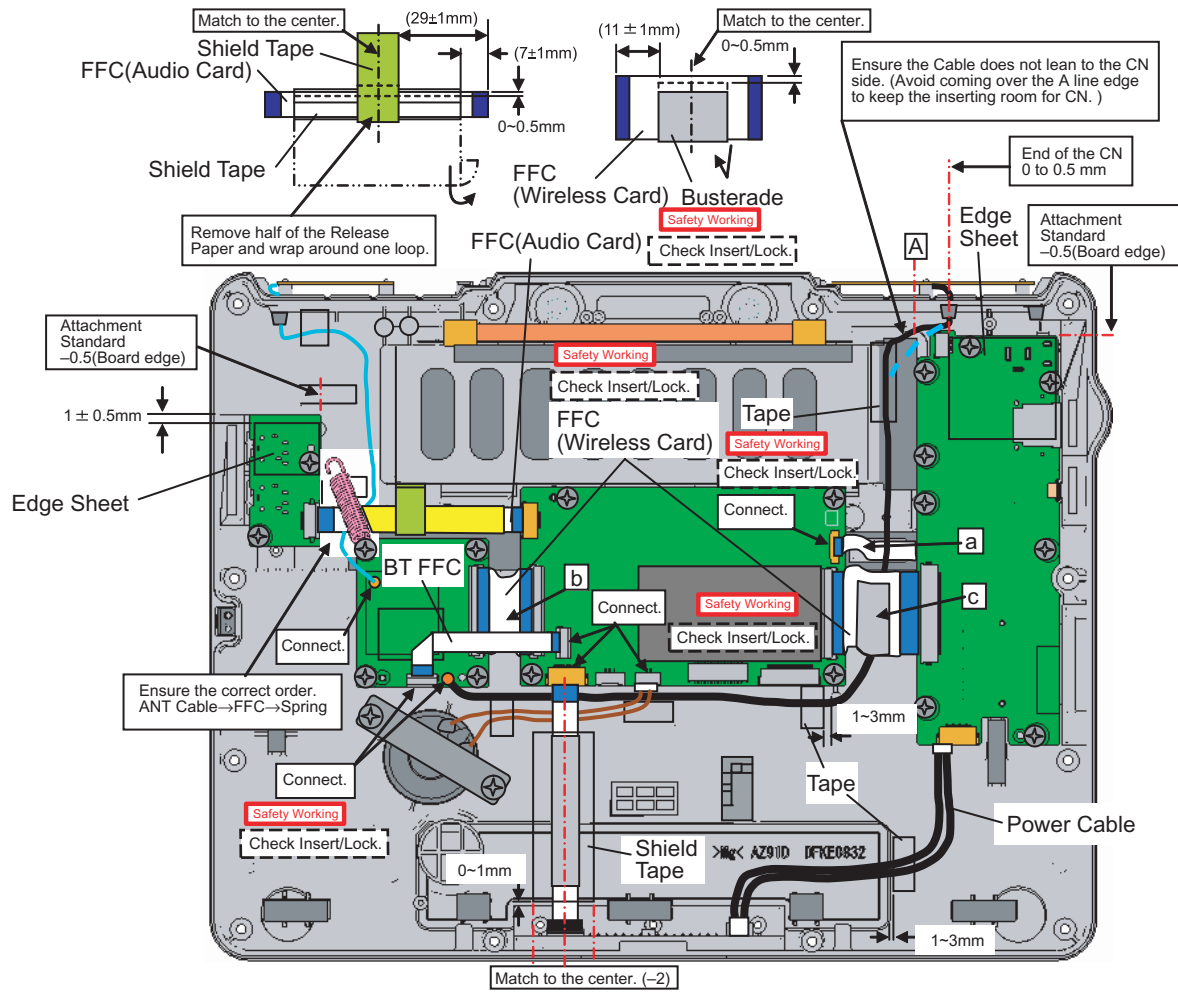 Match to the center.
(29±1mm)
Shield Tape
FFC(Audio Card)
(7±1mm)
0~0.5mm
Shield Tape
Remove half of the Release
Paper and wrap around one loop.
(11 ± 1mm)
Match to the center.
0~0.5mm
FFC
(Wireless Card)
Busterade
Safety Working
Check Insert/Lock.
FFC(Audio Card)
Ensure the Cable does not lean to the CN
side. (Avoid coming over the A line edge
to keep the inserting room for CN. )
End of the CN
0 to 0.5 mm
Edge
Sheet
Attachment
Standard
–0.5(Board edge)
A
Attachment
Standard
–0.5(Board edge)
1 ± 0.5mm
Edge Sheet
Safety Working
Check Insert/Lock.
FFC
(Wireless Card)
Tape
Safety Working
Check Insert/Lock.
Connect.
a
BT FFC
b
Connect.
Safety Working
Check Insert/Lock.
c
Connect.
Ensure the correct order.
ANT Cable→FFC→Spring
1~3mm
Connect.
Tape
Safety Working
Check Insert/Lock.
Power Cable
Shield
Tape
>Mg< AZ91D DFKE0832
0~1mm
1~3mm
Match to the center. (–2)